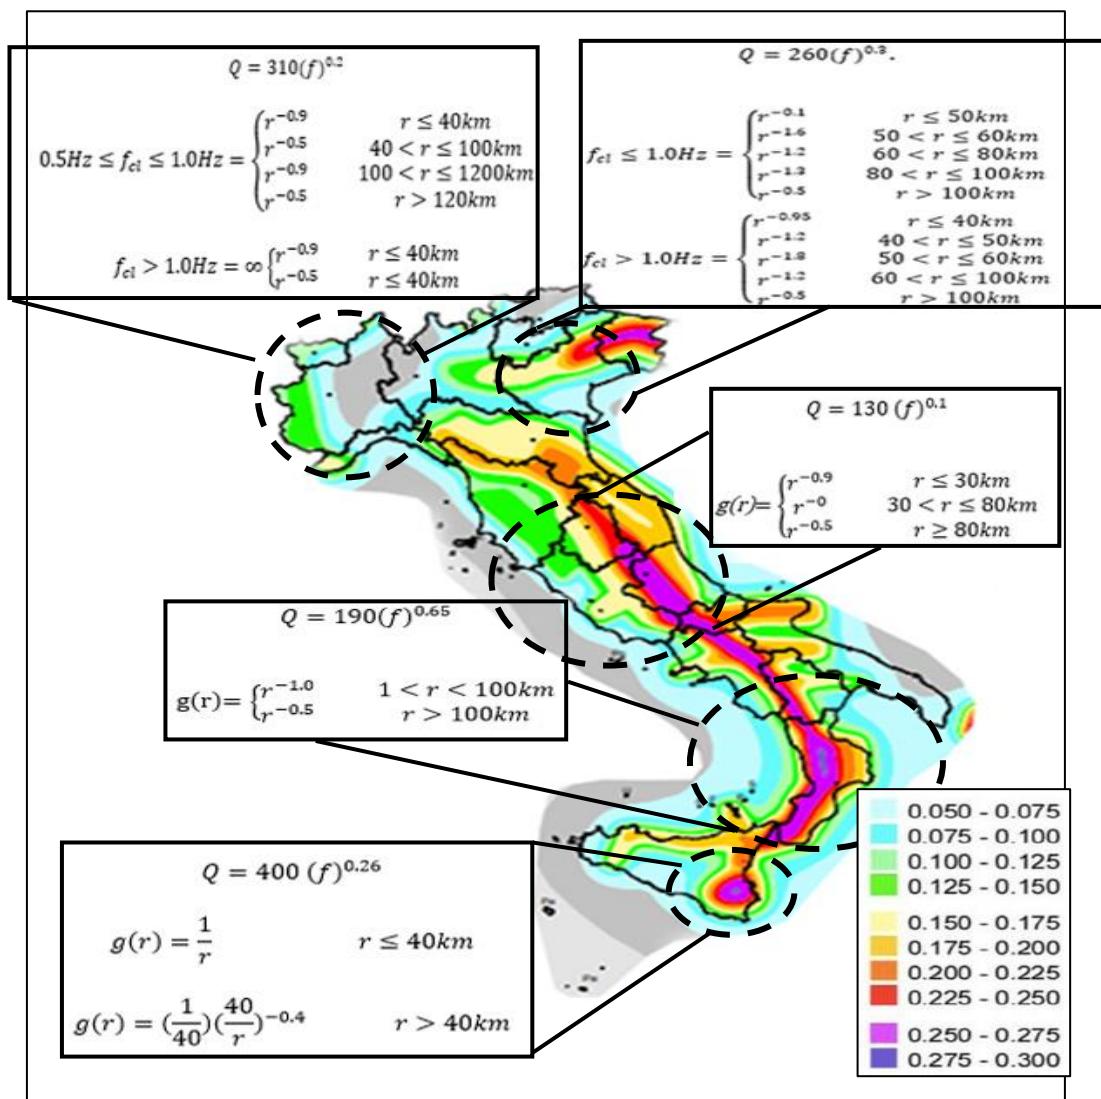 Q = 310(f)^0.2
0.5Hz ≤ f_cl ≤ 1.0Hz = { r^−0.9 r ≤ 40km
r^−0.5 40 < r ≤ 100km
r^−0.9 100 < r ≤ 1200km
r^−0.5 r > 120km
f_cl > 1.0Hz = ∞ { r^−0.9 r ≤ 40km
r^−0.5 r ≤ 40km
Q = 260(f)^0.3.
f_cl ≤ 1.0Hz = { r^−0.1 r ≤ 50km
r^−1.6 50 < r ≤ 60km
r^−1.2 60 < r ≤ 80km
r^−1.3 80 < r ≤ 100km
r^−0.5 r > 100km
f_cl > 1.0Hz = { r^−0.95 r ≤ 40km
r^−1.2 40 < r ≤ 50km
r^−1.8 50 < r ≤ 60km
r^−1.2 60 < r ≤ 100km
r^−0.5 r > 100km
Q = 130 (f)^0.1
g(r)= { r^−0.9 r ≤ 30km
r^−0 30 < r ≤ 80km
r^−0.5 r ≥ 80km
Q = 190(f)^0.65
g(r)= { r^−1.0 1 < r < 100km
r^−0.5 r > 100km
Q = 400 (f)^0.26
g(r) = 1/r r ≤ 40km
g(r) = (1/40)(40/r)^−0.4 r > 40km
0.050 - 0.075
0.075 - 0.100
0.100 - 0.125
0.125 - 0.150
0.150 - 0.175
0.175 - 0.200
0.200 - 0.225
0.225 - 0.250
0.250 - 0.275
0.275 - 0.300